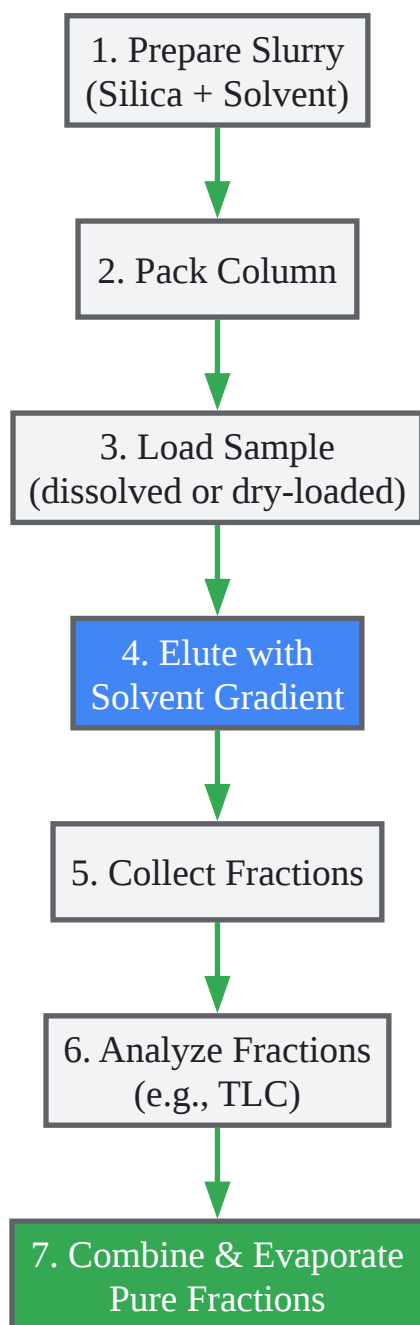 1. Prepare Slurry
(Silica + Solvent)
2. Pack Column
3. Load Sample
(dissolved or dry-loaded)
4. Elute with
Solvent Gradient
5. Collect Fractions
6. Analyze Fractions
(e.g., TLC)
7. Combine & Evaporate
Pure Fractions